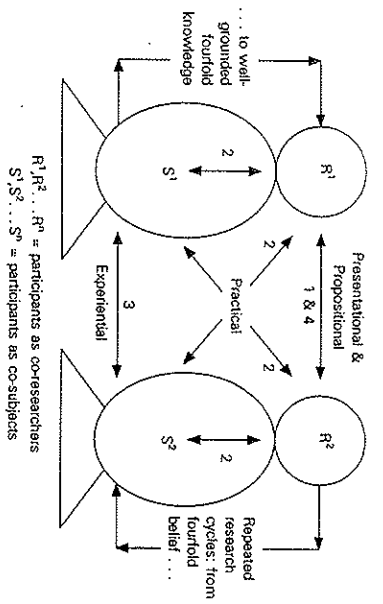 Presentational &
Propositional
1 & 4
R¹
R²
2
2
. . . to well-
grounded
fourfold
knowledge
2
S¹
Practical
2
S²
Repeated
research
cycles: from
fourfold
belief . . .
3
Experiential
R¹,R² . . . Rⁿ = participants as co-researchers
S¹,S² . . . Sⁿ = participants as co-subjects